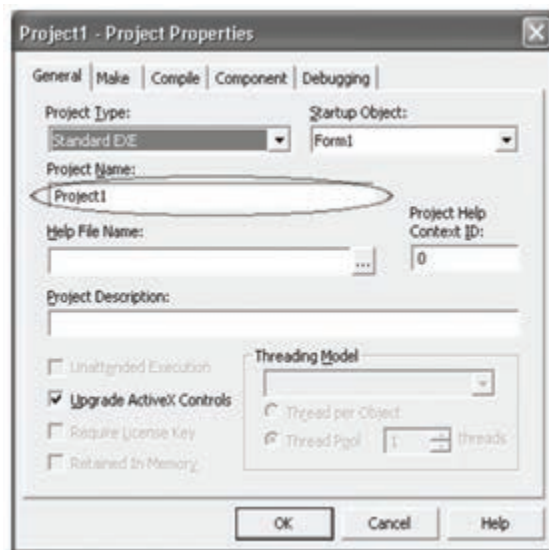 Project1 - Project Properties
General Make Compile Component Debugging
Project Type:
Startup Object:
Standard EXE
Form1
Project Name:
Project1
Help File Name:
Project Help
Context ID:
...
0
Project Description:
Unattended Execution
Upgrade ActiveX Controls
Require License Key
Retained In Memory
Threading Model
Thread per Object
Thread Pool 1 threads
OK Cancel Help